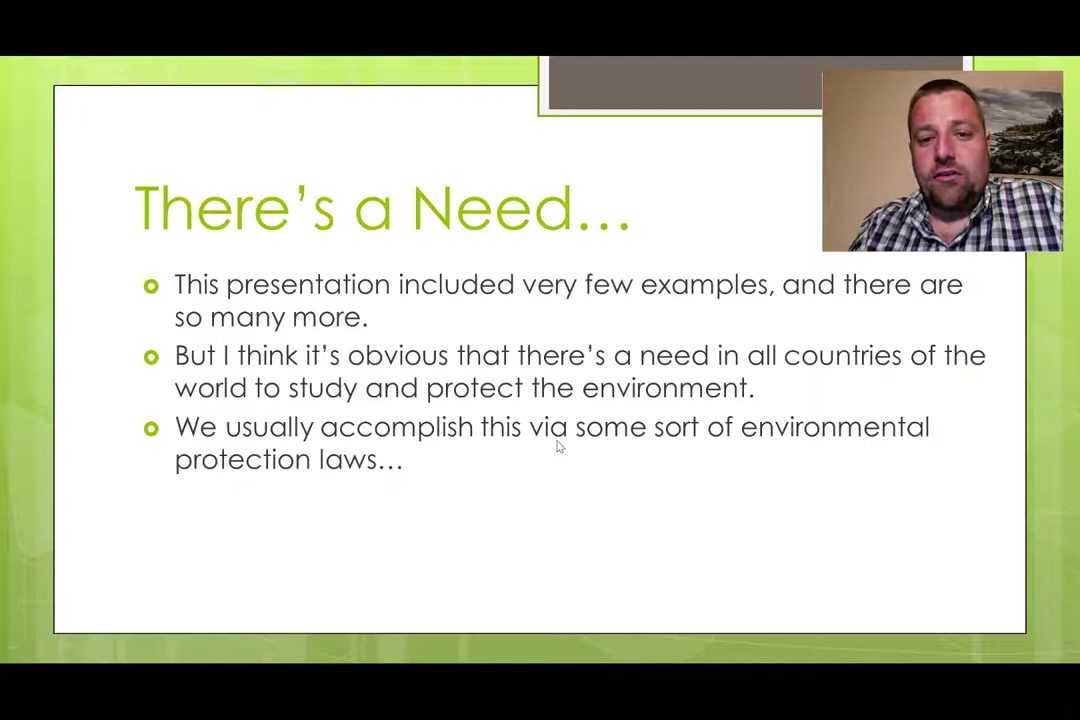 There’s a Need…
This presentation included very few examples, and there are
so many more.
But I think it’s obvious that there’s a need in all countries of the
world to study and protect the environment.
We usually accomplish this via some sort of environmental
protection laws…